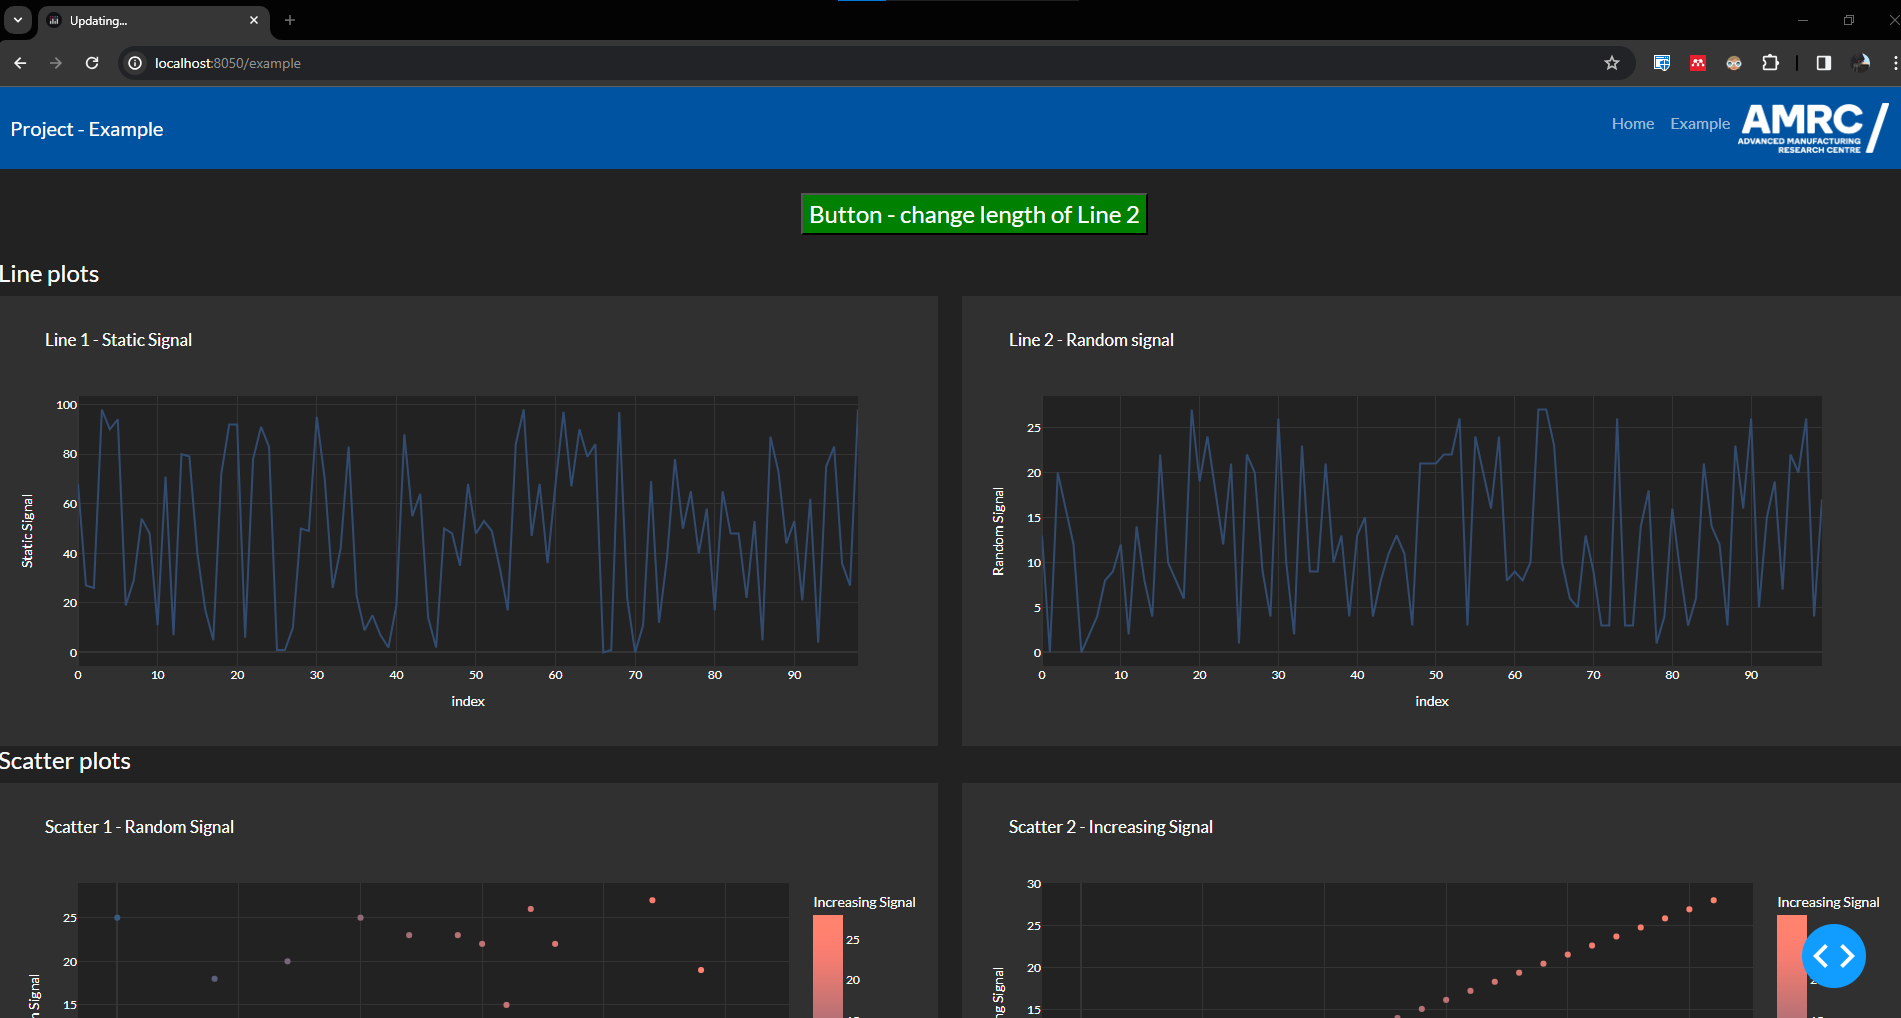 Updating...
localhost:8050/example
Project - Example
Home
Example
AMRC
ADVANCED MANUFACTURING
RESEARCH CENTRE
Button - change length of Line 2
Line plots
Line 1 - Static Signal
Static Signal
100
80
60
40
20
0
0 10 20 30 40 50 60 70 80 90
index
Line 2 - Random signal
Random Signal
25
20
15
10
5
0
0 10 20 30 40 50 60 70 80 90
index
Scatter plots
Scatter 1 - Random Signal
Signal
25
20
15
Increasing Signal
25
20
Scatter 2 - Increasing Signal
Signal
30
25
20
15
Increasing Signal